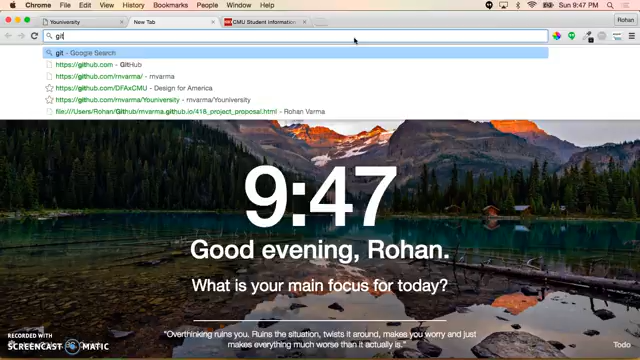 Chrome File Edit View History Bookmarks People Window Help Sun 9:47 PM
Youniversity New Tab CMU Student Information Rohan
git
git - Google Search
https://github.com - GitHub
https://github.com/rnvarma/ - rnvarma
https://github.com/DFAxCMU - Design for America
https://github.com/rnvarma/Youniversity - rnvarma/Youniversity
file:///Users/Rohan/Github/rnvarma.github.io/418_project_proposal.html - Rohan Varma
9:47
Good evening, Rohan.
What is your main focus for today?
RECORDED WITH
SCREENCAST MATIC
"Overthinking ruins you. Ruins the situation, twists it around, makes you worry and just
makes everything much worse than it actually is."
Todo